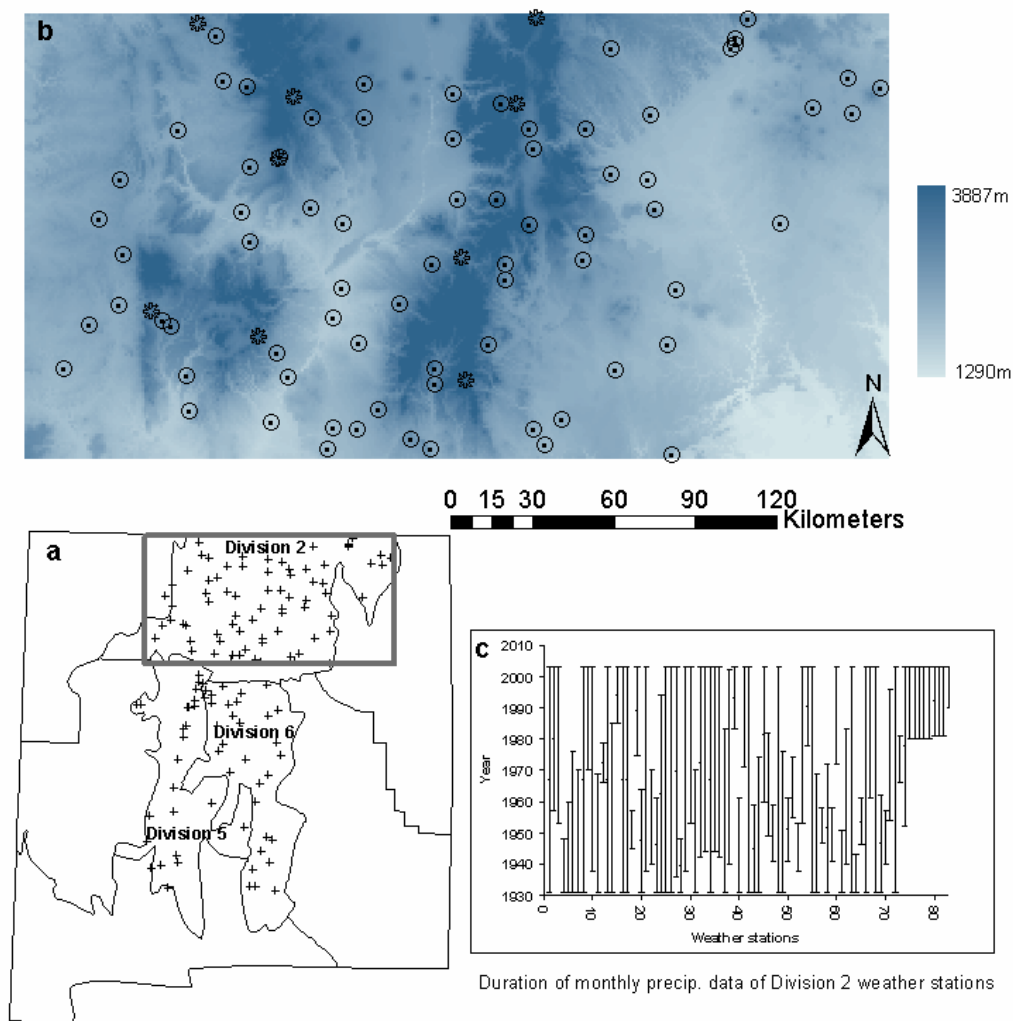 b
3887m
1290m
N
0 15 30 60 90 120
Kilometers
a
Division 2
Division 6
Division 5
c
2010
2000
1990
1980
1970
1960
1950
1940
1930
Year
0 10 20 30 40 50 60 70 80
Weather stations
Duration of monthly precip. data of Division 2 weather stations